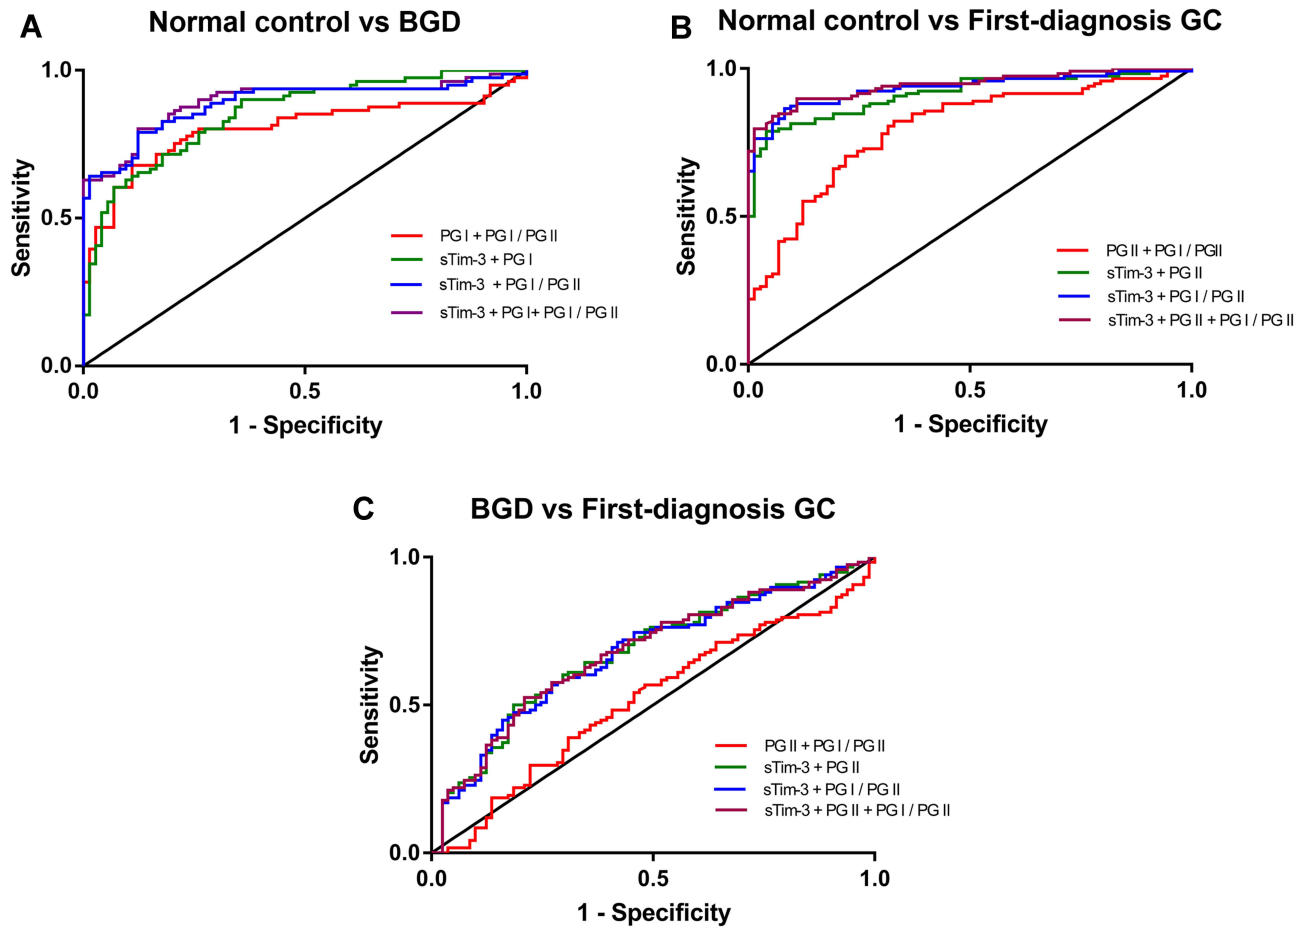 A
Normal control vs BGD
1.0
0.5
0.0
Sensitivity
PG I + PG I / PG II
sTim-3 + PG I
sTim-3 + PG I / PG II
sTim-3 + PG I+ PG I / PG II
0.0 0.5 1.0
1 - Specificity
B
Normal control vs First-diagnosis GC
1.0
0.5
0.0
Sensitivity
PG II + PG I / PGII
sTim-3 + PG II
sTim-3 + PG I / PG II
sTim-3 + PG II + PG I / PG II
0.0 0.5 1.0
1 - Specificity
C
BGD vs First-diagnosis GC
1.0
0.5
0.0
Sensitivity
PG II + PG I / PG II
sTim-3 + PG II
sTim-3 + PG I / PG II
sTim-3 + PG II + PG I / PG II
0.0 0.5 1.0
1 - Specificity